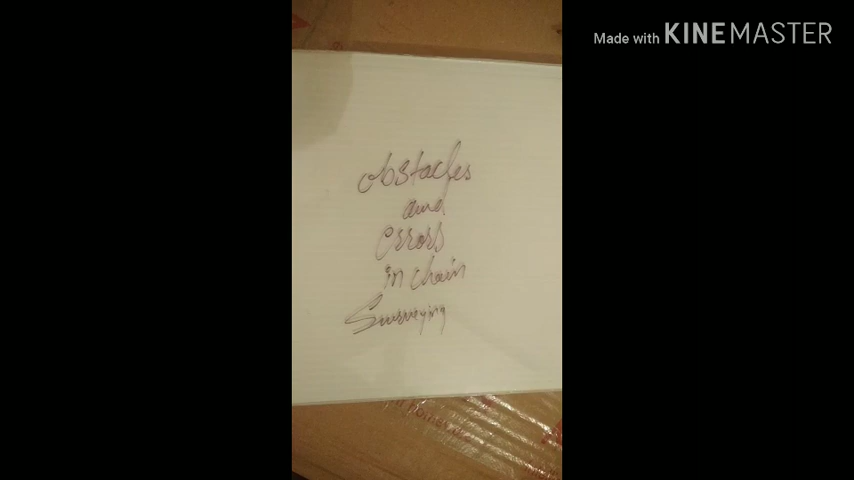 Made with KINEMASTER
obstacles
and
errors
in chain
Surveying